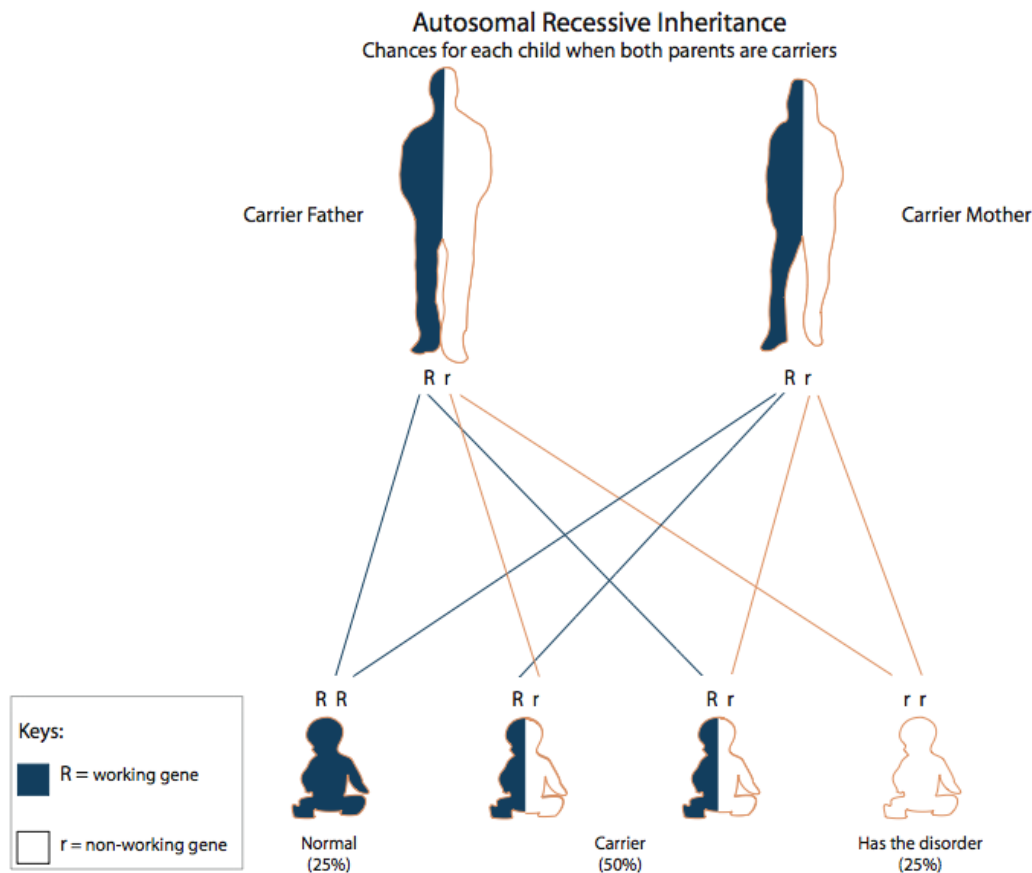 Autosomal Recessive Inheritance
Chances for each child when both parents are carriers
Carrier Father
Carrier Mother
R r
R r
R R
R r
R r
r r
Keys:
R = working gene
r = non-working gene
Normal
(25%)
Carrier
(50%)
Has the disorder
(25%)